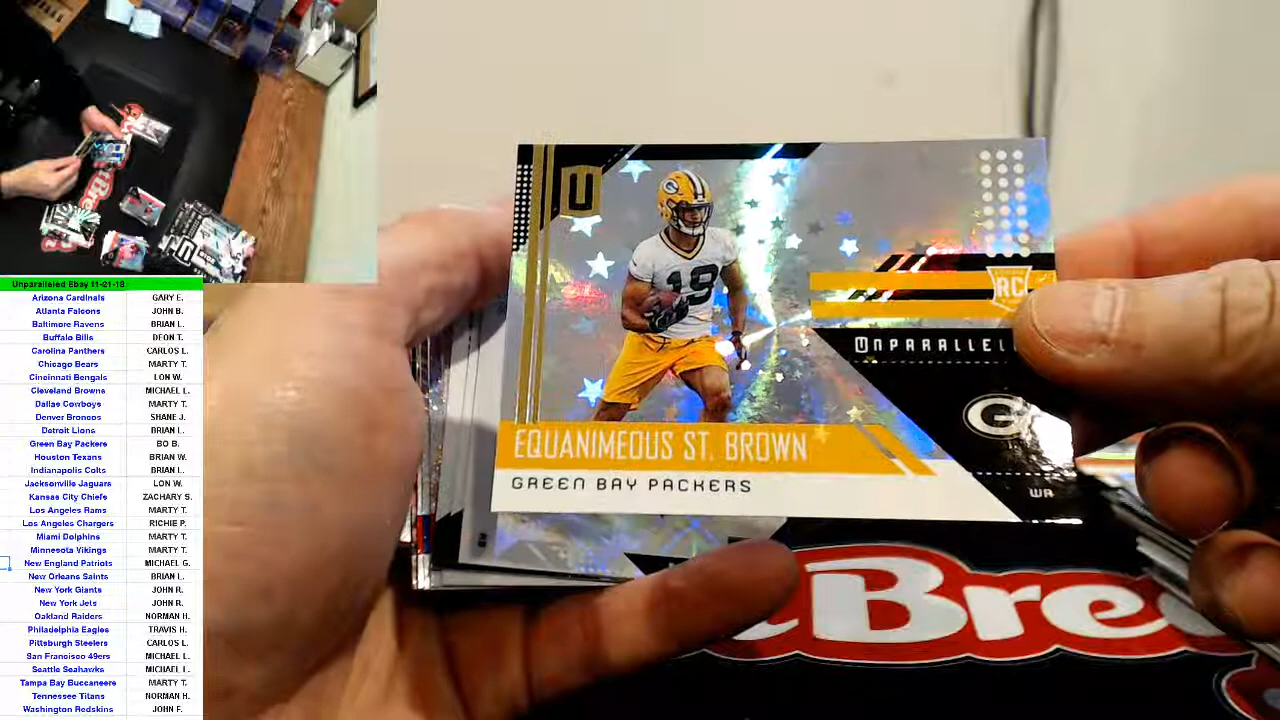 Unparalleled Ebay 11-21-18
Arizona Cardinals GARY E.
Atlanta Falcons JOHN B.
Baltimore Ravens BRIAN L.
Buffalo Bills DEON T.
Carolina Panthers CARLOS L.
Chicago Bears MARTY T.
Cincinnati Bengals LON W.
Cleveland Browns MICHAEL L.
Dallas Cowboys MARTY T.
Denver Broncos SHANE J.
Detroit Lions BRIAN L.
Green Bay Packers BO B.
Houston Texans BRIAN W.
Indianapolis Colts BRIAN L.
Jacksonville Jaguars LON W.
Kansas City Chiefs ZACHARY S.
Los Angeles Rams MARTY T.
Los Angeles Chargers RICHIE P.
Miami Dolphins MARTY T.
Minnesota Vikings MARTY T.
New England Patriots MICHAEL G.
New Orleans Saints BRIAN L.
New York Giants JOHN R.
New York Jets JOHN R.
Oakland Raiders NORMAN H.
Philadelphia Eagles TRAVIS H.
Pittsburgh Steelers CARLOS L.
San Francisco 49ers MICHAEL L.
Seattle Seahawks MICHAEL L.
Tampa Bay Buccaneers MARTY T.
Tennessee Titans NORMAN H.
Washington Redskins JOHN F.
U
19
RC
UNPARALLEL
G
EQUANIMEOUS ST. BROWN
GREEN BAY PACKERS
WR
Bre